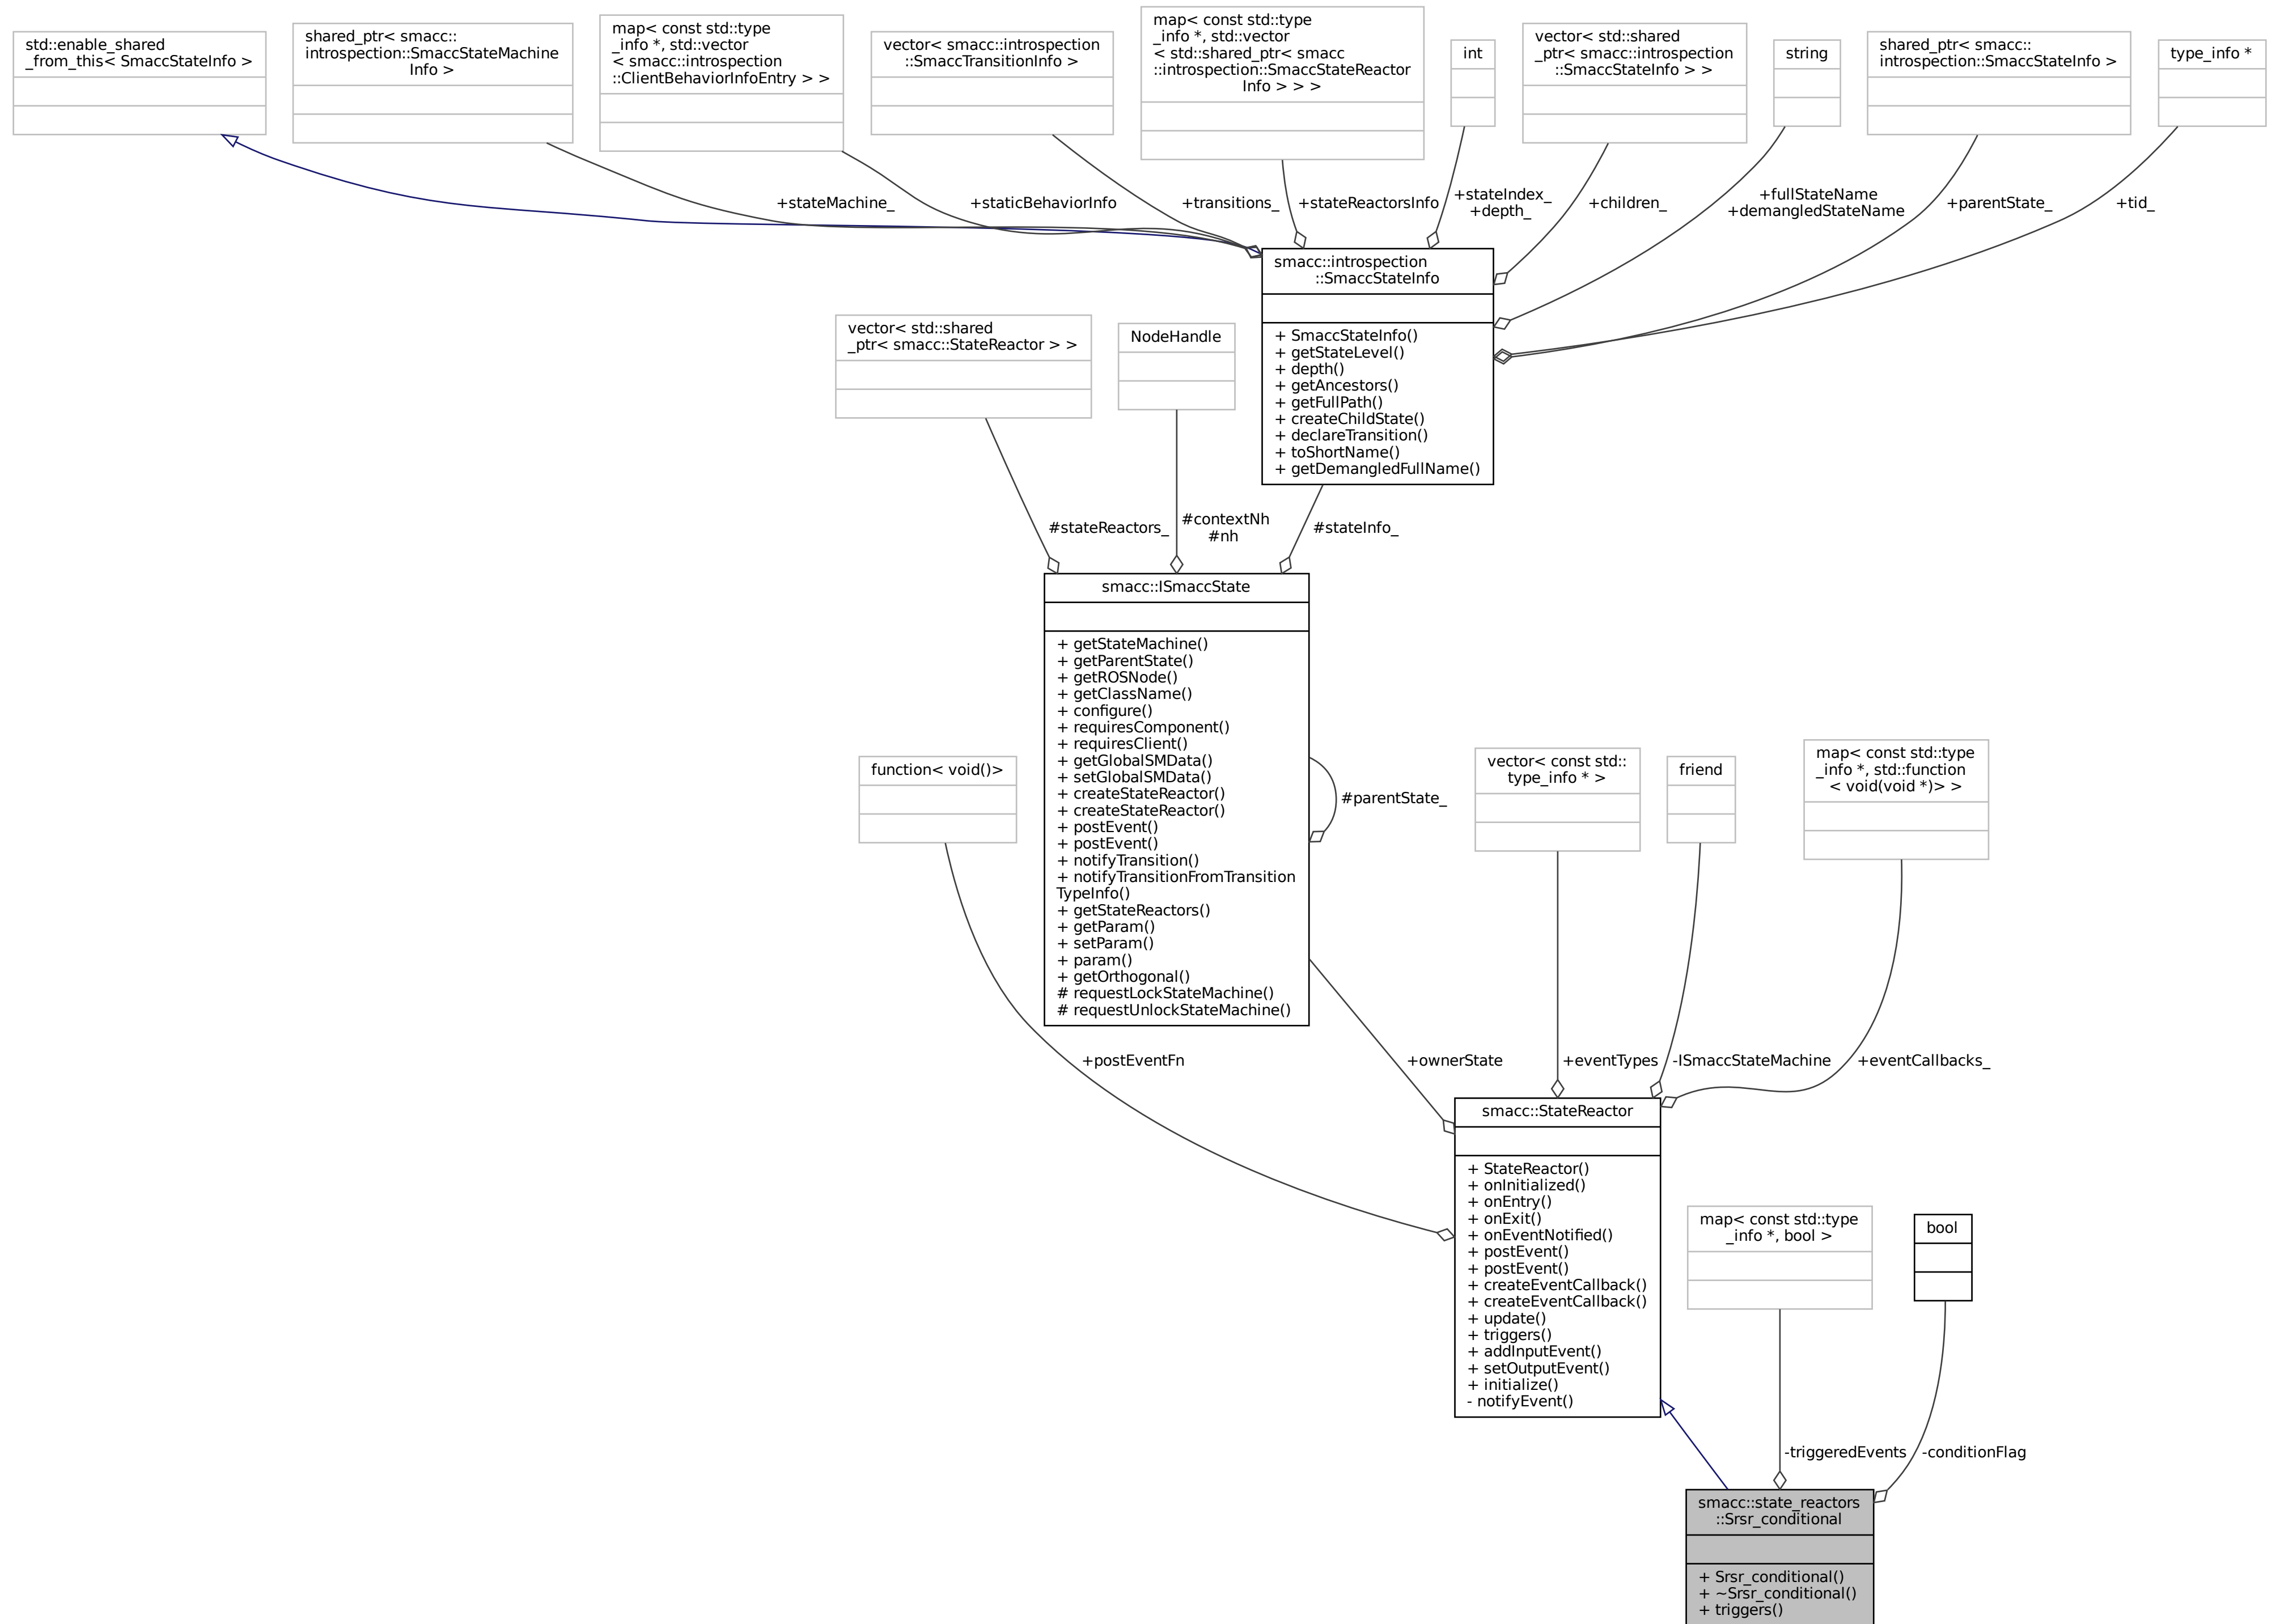 std::enable_shared
_from_this< SmaccStateInfo >
shared_ptr< smacc::
introspection::SmaccStateMachine
Info >
map< const std::type
_info *, std::vector
< smacc::introspection
::ClientBehaviorInfoEntry > >
vector< smacc::introspection
::SmaccTransitionInfo >
map< const std::type
_info *, std::vector
< std::shared_ptr< smacc
::introspection::SmaccStateReactor
Info > > >
int
vector< std::shared
_ptr< smacc::introspection
::SmaccStateInfo > >
string
shared_ptr< smacc::
introspection::SmaccStateInfo >
type_info *
+stateMachine_
+staticBehaviorInfo
+transitions_
+stateReactorsInfo
+stateIndex_
+depth_
+children_
+fullStateName
+demangledStateName
+parentState_
+tid_
smacc::introspection
::SmaccStateInfo
+ SmaccStateInfo()
+ getStateLevel()
+ depth()
+ getAncestors()
+ getFullPath()
+ createChildState()
+ declareTransition()
+ toShortName()
+ getDemangledFullName()
vector< std::shared
_ptr< smacc::StateReactor > >
NodeHandle
#stateReactors_
#contextNh
#nh
#stateInfo_
smacc::ISmaccState
+ getStateMachine()
+ getParentState()
+ getROSNode()
+ getClassName()
+ configure()
+ requiresComponent()
+ requiresClient()
+ getGlobalSMData()
+ setGlobalSMData()
+ createStateReactor()
+ createStateReactor()
+ postEvent()
+ postEvent()
+ notifyTransition()
+ notifyTransitionFromTransition
TypeInfo()
+ getStateReactors()
+ getParam()
+ setParam()
+ param()
+ getOrthogonal()
# requestLockStateMachine()
# requestUnlockStateMachine()
#parentState_
function< void()>
vector< const std::
type_info * >
friend
map< const std::type
_info *, std::function
< void(void *)> >
+postEventFn
+ownerState
+eventTypes
-ISmaccStateMachine
+eventCallbacks_
smacc::StateReactor
+ StateReactor()
+ onInitialized()
+ onEntry()
+ onExit()
+ onEventNotified()
+ postEvent()
+ postEvent()
+ createEventCallback()
+ createEventCallback()
+ update()
+ triggers()
+ addInputEvent()
+ setOutputEvent()
+ initialize()
- notifyEvent()
map< const std::type
_info *, bool >
bool
-triggeredEvents
-conditionFlag
smacc::state_reactors
::Srsr_conditional
+ Srsr_conditional()
+ ~Srsr_conditional()
+ triggers()